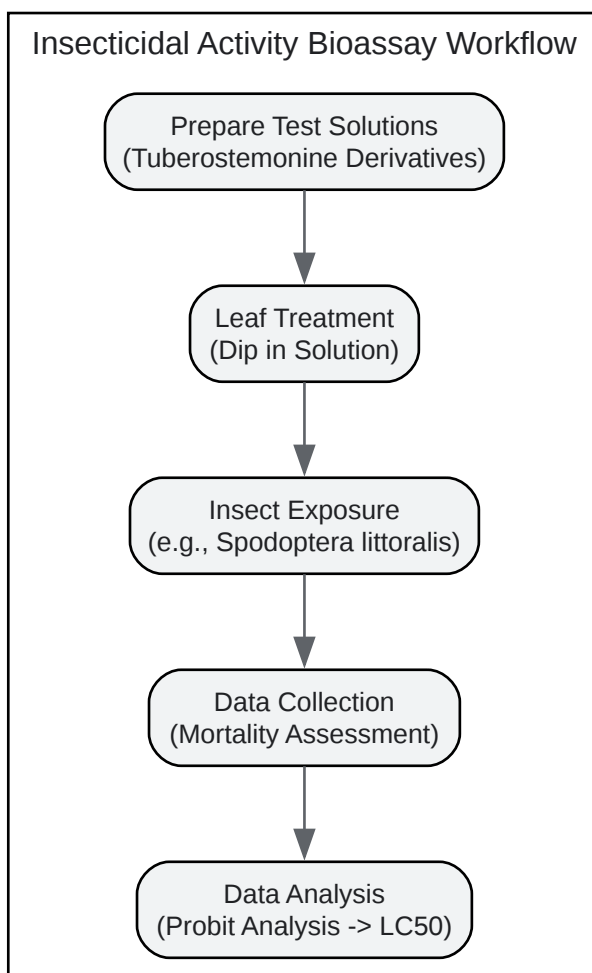 Insecticidal Activity Bioassay Workflow
Prepare Test Solutions
(Tuberostemonine Derivatives)
Leaf Treatment
(Dip in Solution)
Insect Exposure
(e.g., Spodoptera littoralis)
Data Collection
(Mortality Assessment)
Data Analysis
(Probit Analysis -> LC50)